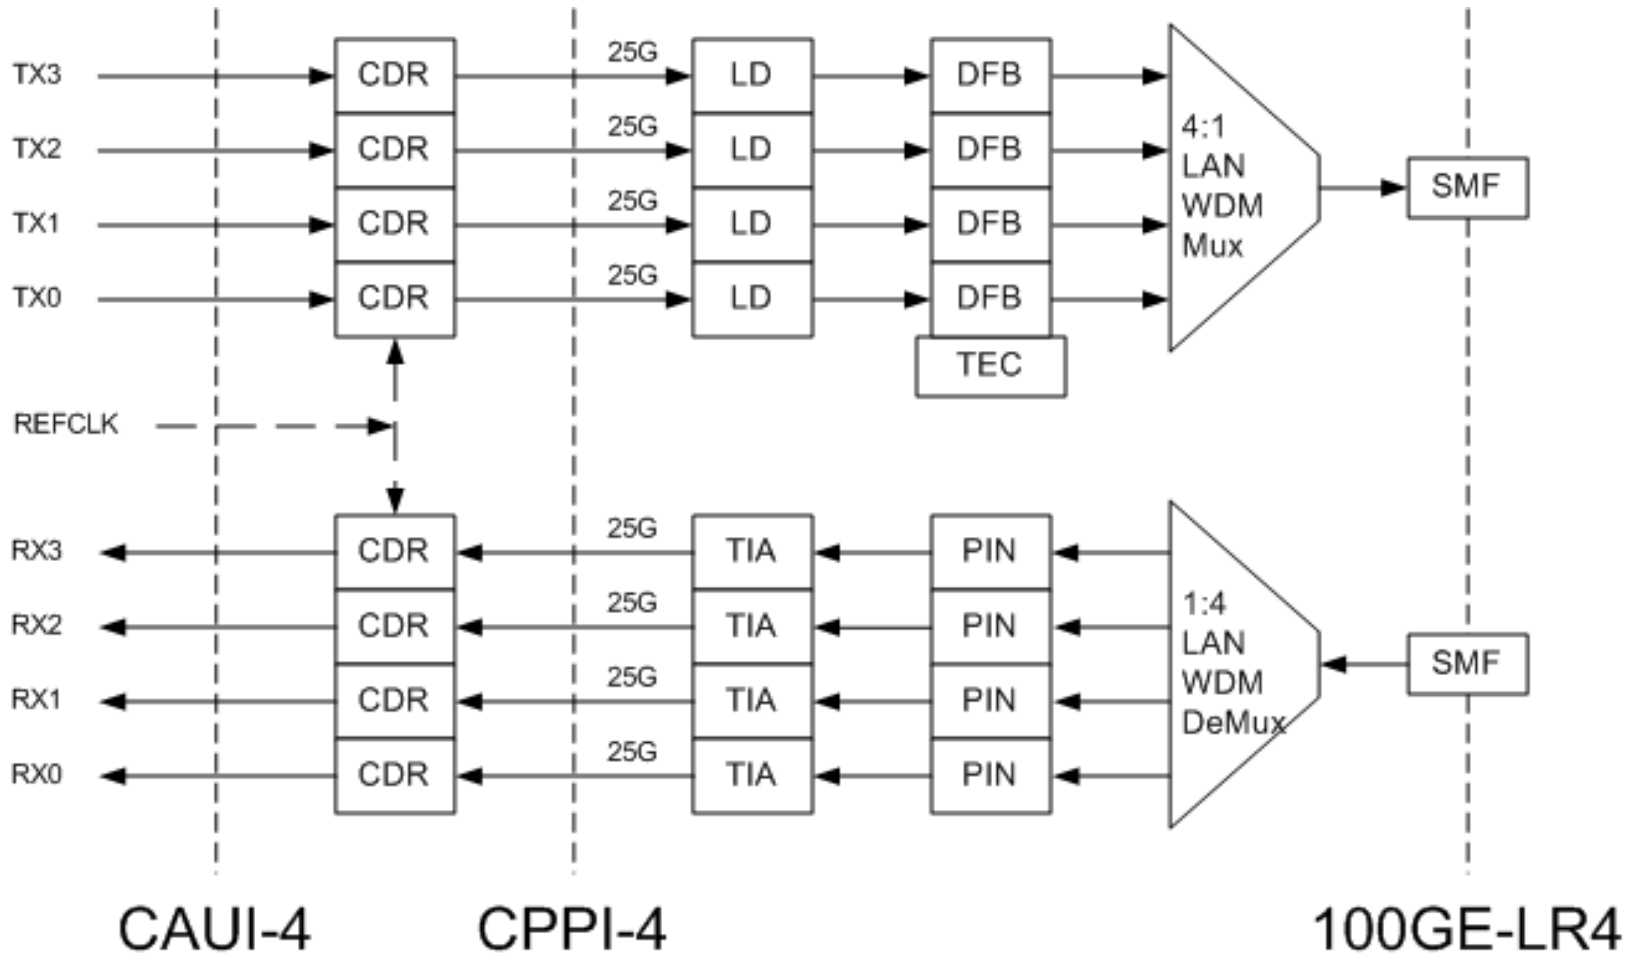 TX3 CDR 25G LD DFB
TX2 CDR 25G LD DFB
TX1 CDR 25G LD DFB
TX0 CDR 25G LD DFB
4:1
LAN
WDM
Mux
SMF
TEC
REFCLK
RX3 CDR 25G TIA PIN
RX2 CDR 25G TIA PIN
RX1 CDR 25G TIA PIN
RX0 CDR 25G TIA PIN
1:4
LAN
WDM
DeMux
SMF
CAUI-4 CPPI-4 100GE-LR4